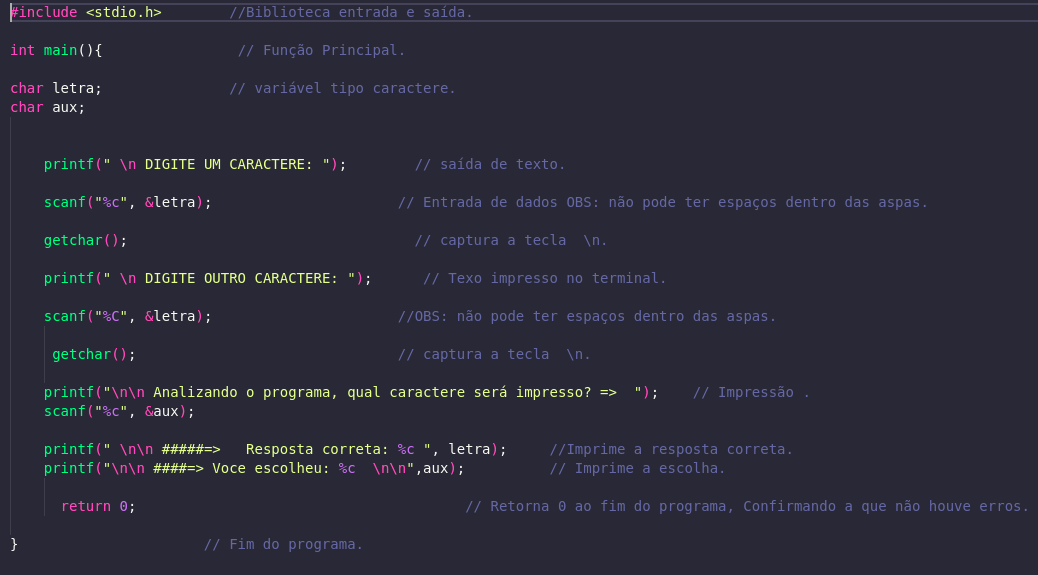 #include <stdio.h>        //Biblioteca entrada e saída.
int main(){                // Função Principal.
char letra;               // variável tipo caractere.
char aux;
    printf(" \n DIGITE UM CARACTERE: ");        // saída de texto.
    scanf("%c", &letra);                      // Entrada de dados OBS: não pode ter espaços dentro das aspas.
    getchar();                                  // captura a tecla  \n.
    printf(" \n DIGITE OUTRO CARACTERE: ");      // Texo impresso no terminal.
    scanf("%C", &letra);                      //OBS: não pode ter espaços dentro das aspas.
     getchar();                               // captura a tecla  \n.
    printf("\n\n Analizando o programa, qual caractere será impresso? =>  ");    // Impressão .
    scanf("%c", &aux);
    printf(" \n\n #####=>   Resposta correta: %c ", letra);     //Imprime a resposta correta.
    printf("\n\n ####=> Voce escolheu: %c  \n\n",aux);          // Imprime a escolha.
      return 0;                                       // Retorna 0 ao fim do programa, Confirmando a que não houve erros.
}                      // Fim do programa.